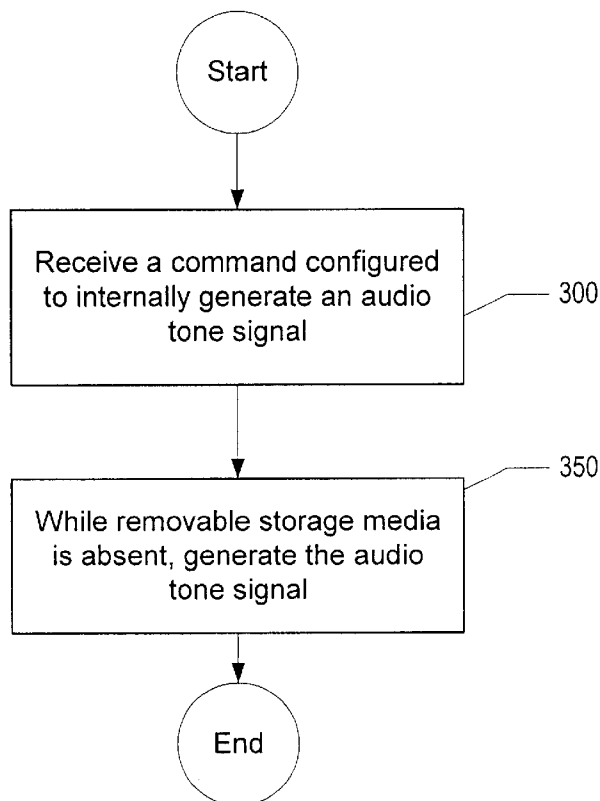 Start
Receive a command configured
to internally generate an audio
tone signal
300
350
While removable storage media
is absent, generate the audio
tone signal
End